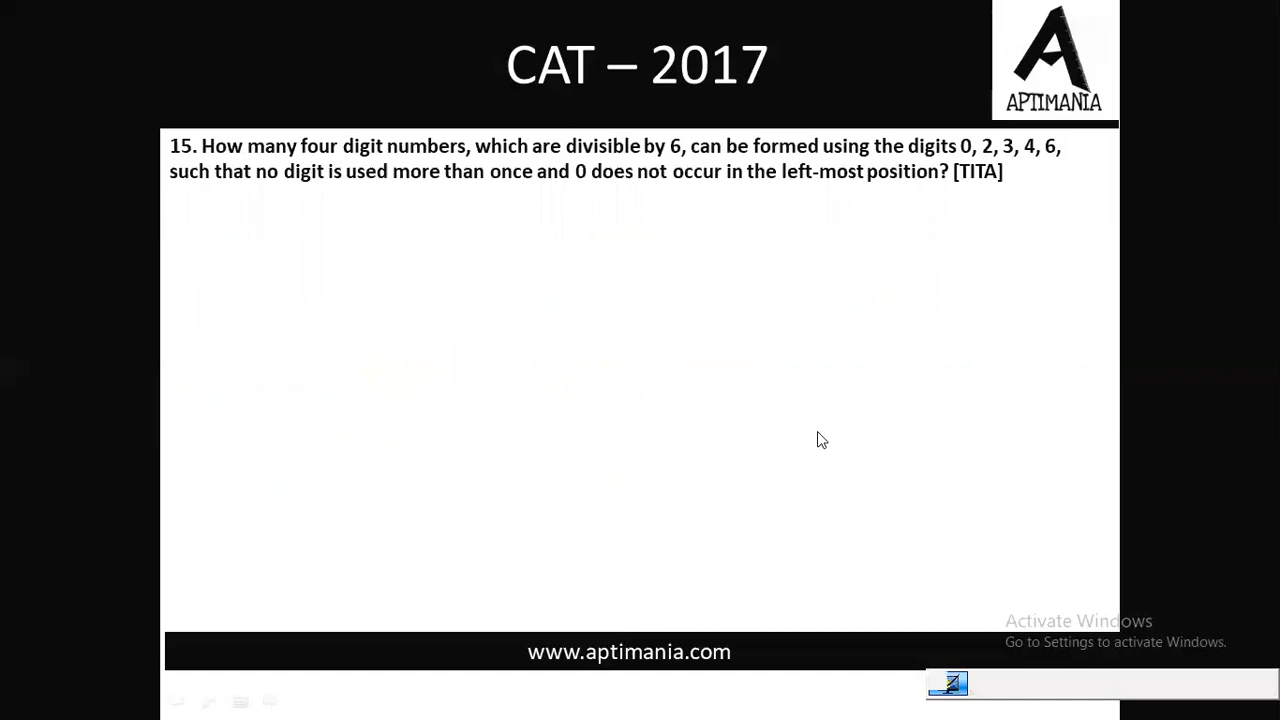 CAT – 2017
APTIMANIA
15. How many four digit numbers, which are divisible by 6, can be formed using the digits 0, 2, 3, 4, 6,
such that no digit is used more than once and 0 does not occur in the left-most position? [TITA]
Activate Windows
Go to Settings to activate Windows.
www.aptimania.com